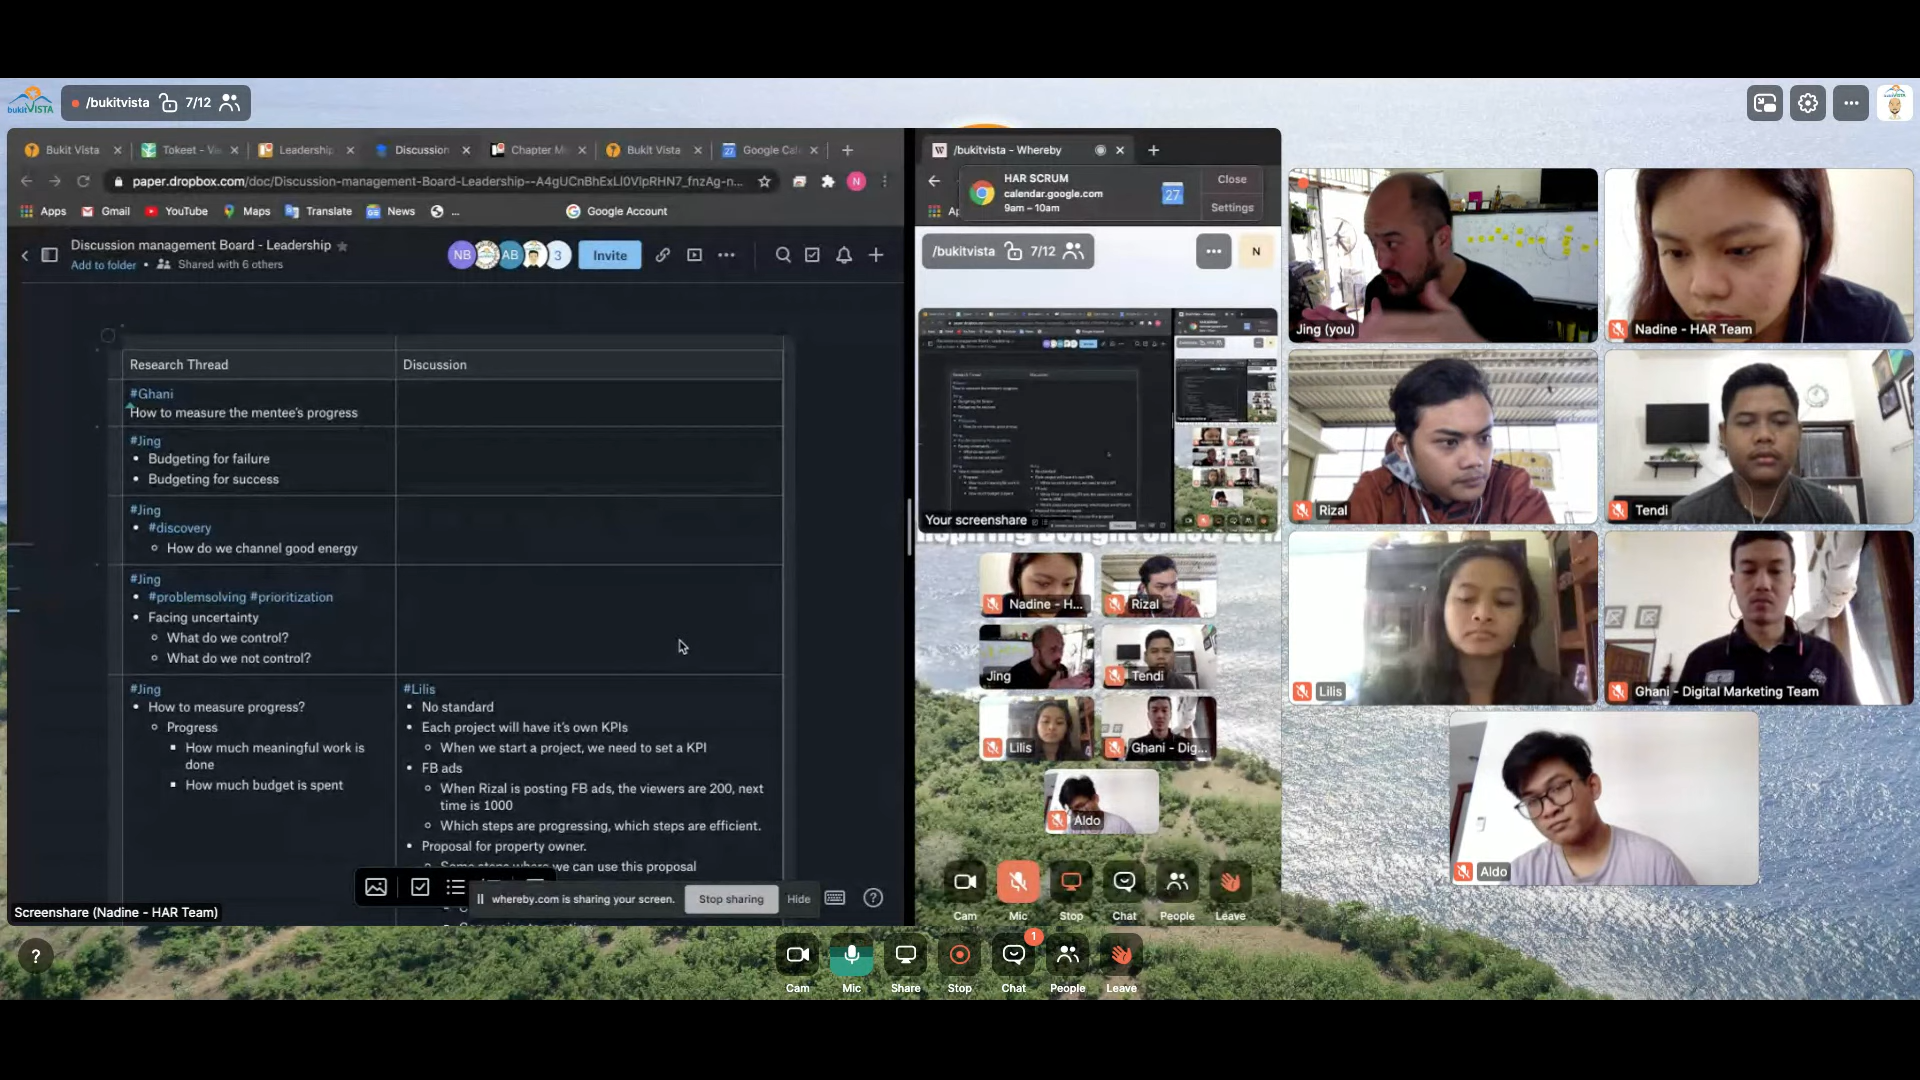 bukitVISTA
/bukitvista 7/12
Bukit Vista
Tokeet - Vi
Leadership
Discussion
Chapter M
Bukit Vista
Google Cal
paper.dropbox.com/doc/Discussion-management-Board-Leadership--A4gUCnBhExLI0VlpRHN7_fnzAg-n...
N
Apps
Gmail
YouTube
Maps
Translate
News
...
Google Account
Discussion management Board - Leadership
Add to folder • Shared with 6 others
NB
AB
3
Invite
Research Thread
Discussion
#Ghani
How to measure the mentee's progress
#Jing
Budgeting for failure
Budgeting for success
#Jing
#discovery
How do we channel good energy
#Jing
#problemsolving #prioritization
Facing uncertainty
What do we control?
What do we not control?
#Jing
How to measure progress?
Progress
How much meaningful work is
done
How much budget is spent
#Lilis
No standard
Each project will have it's own KPIs
When we start a project, we need to set a KPI
FB ads
When Rizal is posting FB ads, the viewers are 200, next
time is 1000
Which steps are progressing, which steps are efficient.
Proposal for property owner.
Some steps where we can use this proposal
whereby.com is sharing your screen.
Stop sharing
Hide
Screenshare (Nadine - HAR Team)
/bukitvista - Whereby
HAR SCRUM
calendar.google.com
9am – 10am
27
Close
Settings
/bukitvista 7/12
N
Your screenshare
Nadine - H...
Rizal
Jing
Tendi
Lilis
Ghani - Dig...
Aldo
Cam
Mic
Stop
Chat
People
Leave
Jing (you)
Nadine - HAR Team
Rizal
Tendi
Lilis
Ghani - Digital Marketing Team
Aldo
?
1
Cam
Mic
Share
Stop
Chat
People
Leave